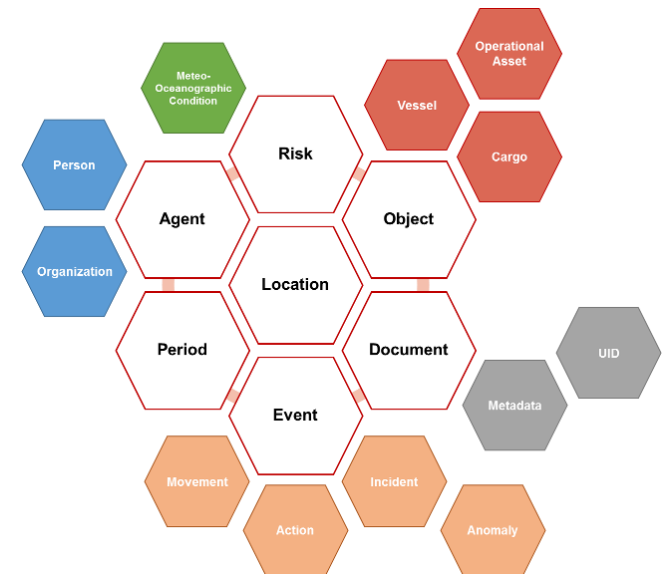 Operational
Asset
Meteo-
Oceanographic
Condition
Vessel
Risk
Cargo
Person
Agent
Object
Organization
Location
Period
Document
UID
Metadata
Event
Movement
Incident
Action
Anomaly